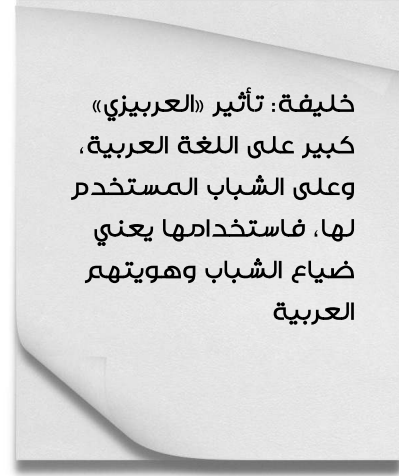 خليفة: تأثير «العربيزي»
كبير على اللغة العربية،
وعلى الشباب المستخدم
لها، فاستخدامها يعني
ضياع الشباب وهويتهم
العربية